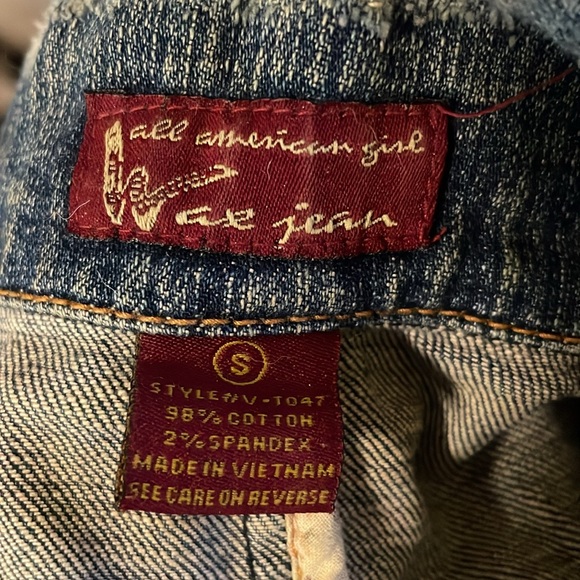 all american girl
Wax jean
S
STYLE#V-1047
98% COTTON
2% SPANDEX
MADE IN VIETNAM
SEE CARE ON REVERSE